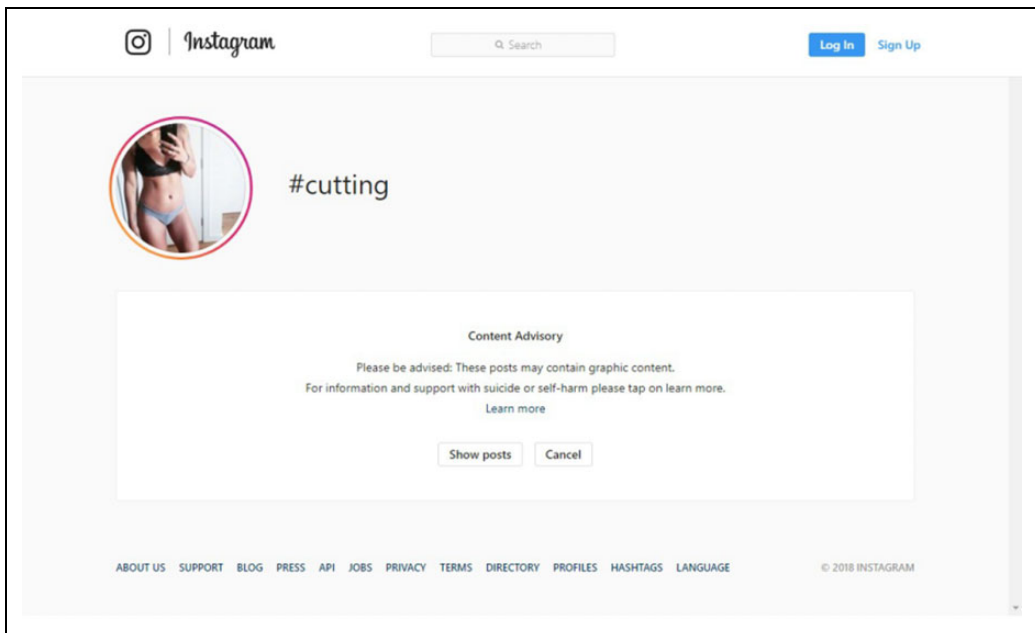 Instagram
Search
Log In
Sign Up
#cutting
Content Advisory
Please be advised: These posts may contain graphic content.
For information and support with suicide or self-harm please tap on learn more.
Learn more
Show posts
Cancel
ABOUT US SUPPORT BLOG PRESS API JOBS PRIVACY TERMS DIRECTORY PROFILES HASHTAGS LANGUAGE
© 2018 INSTAGRAM